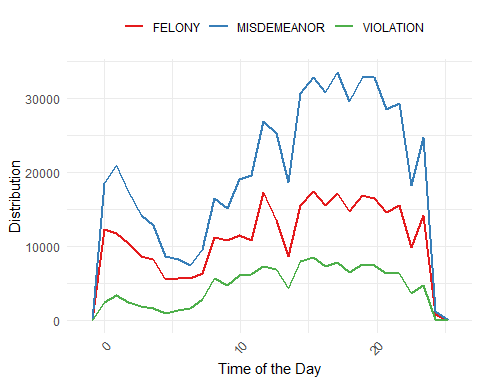 FELONY MISDEMEANOR VIOLATION
Distribution
30000
20000
10000
0
0 10 20
Time of the Day